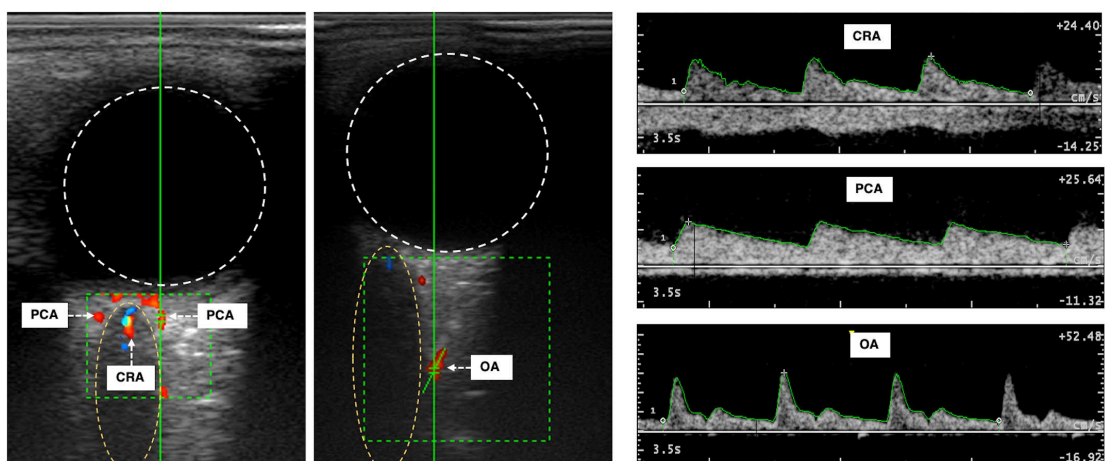 PCA
PCA
CRA
OA
CRA
+24.40
1
cm/s
3.5s
-14.25
PCA
+25.64
1
3.5s
-11.32
OA
+52.48
1
cm/s
3.5s
-16.92